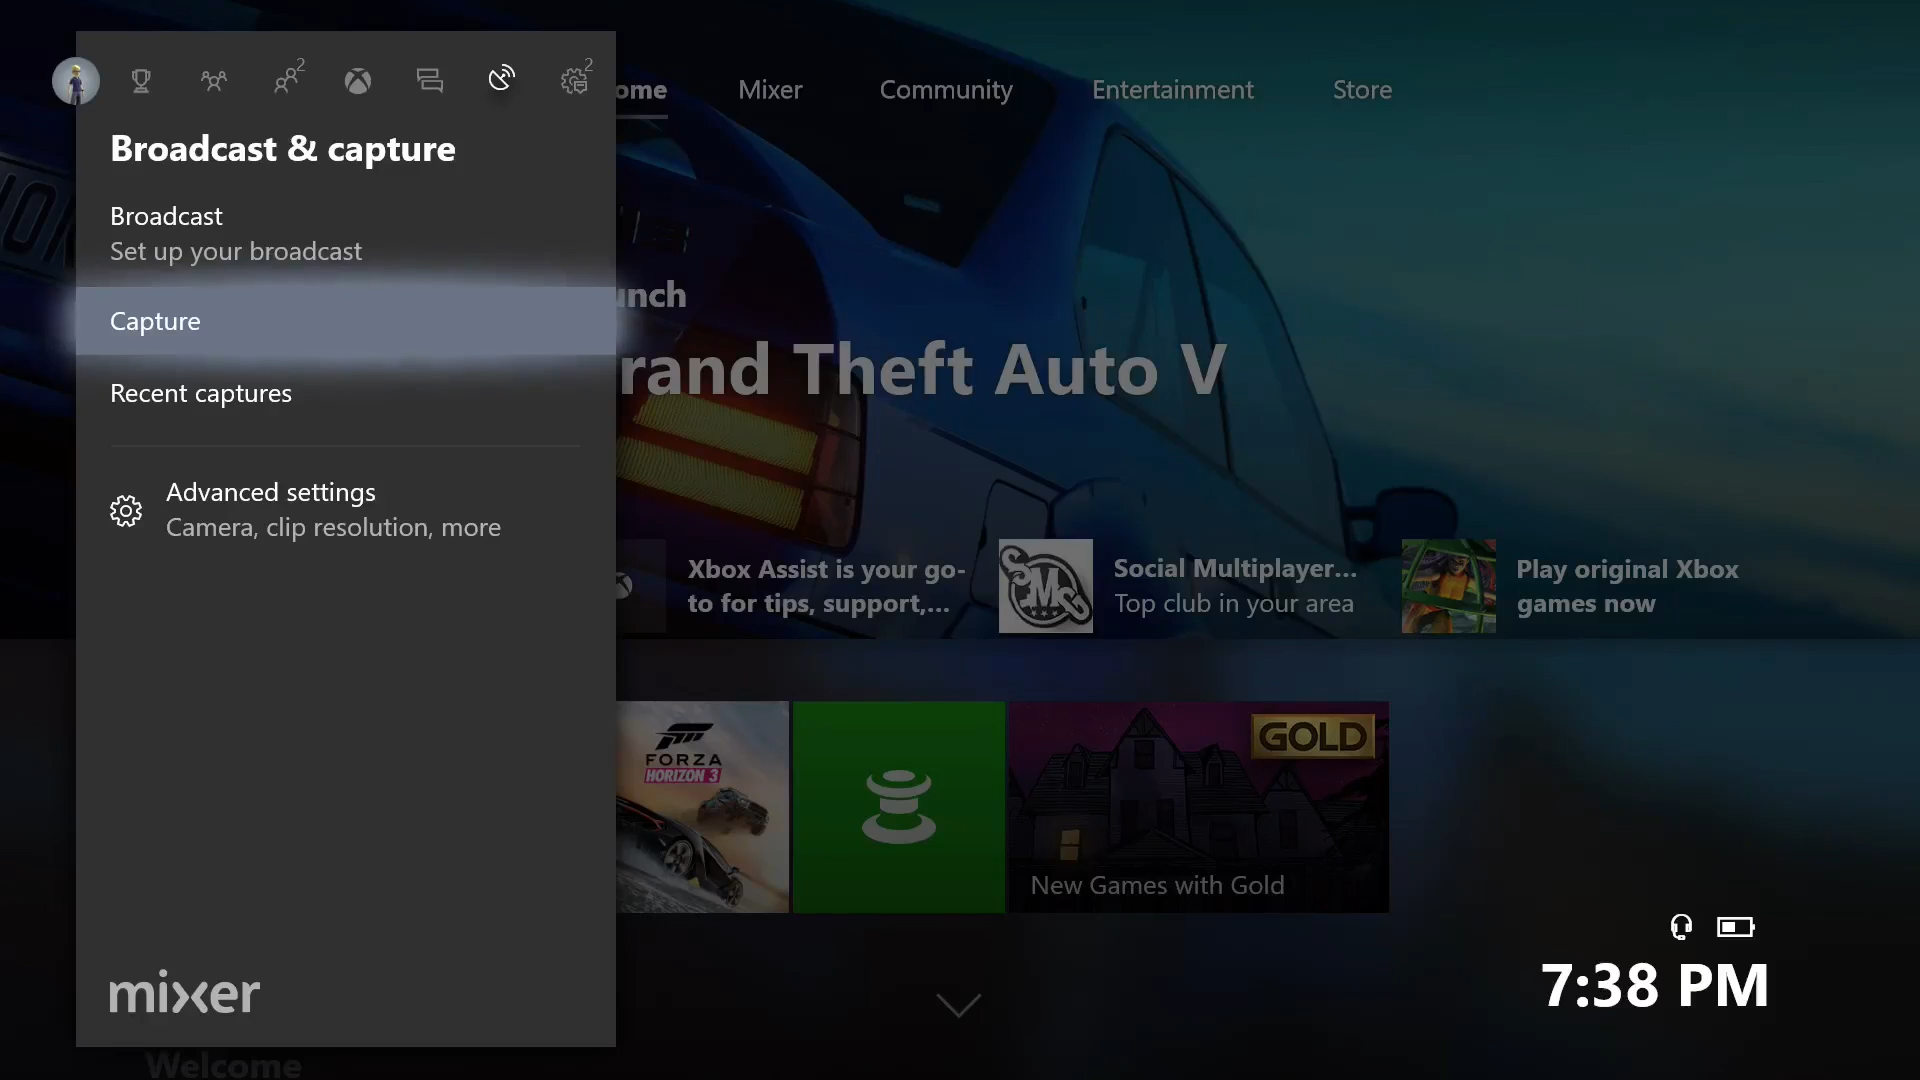 2
2
Broadcast & capture
Broadcast
Set up your broadcast
Capture
Recent captures
Advanced settings
Camera, clip resolution, more
mixer
ome
Mixer
Community
Entertainment
Store
unch
rand Theft Auto V
Xbox Assist is your go-
to for tips, support,...
SMG
Social Multiplayer...
Top club in your area
Play original Xbox
games now
FORZA
HORIZON 3
GOLD
New Games with Gold
7:38 PM
Welcome